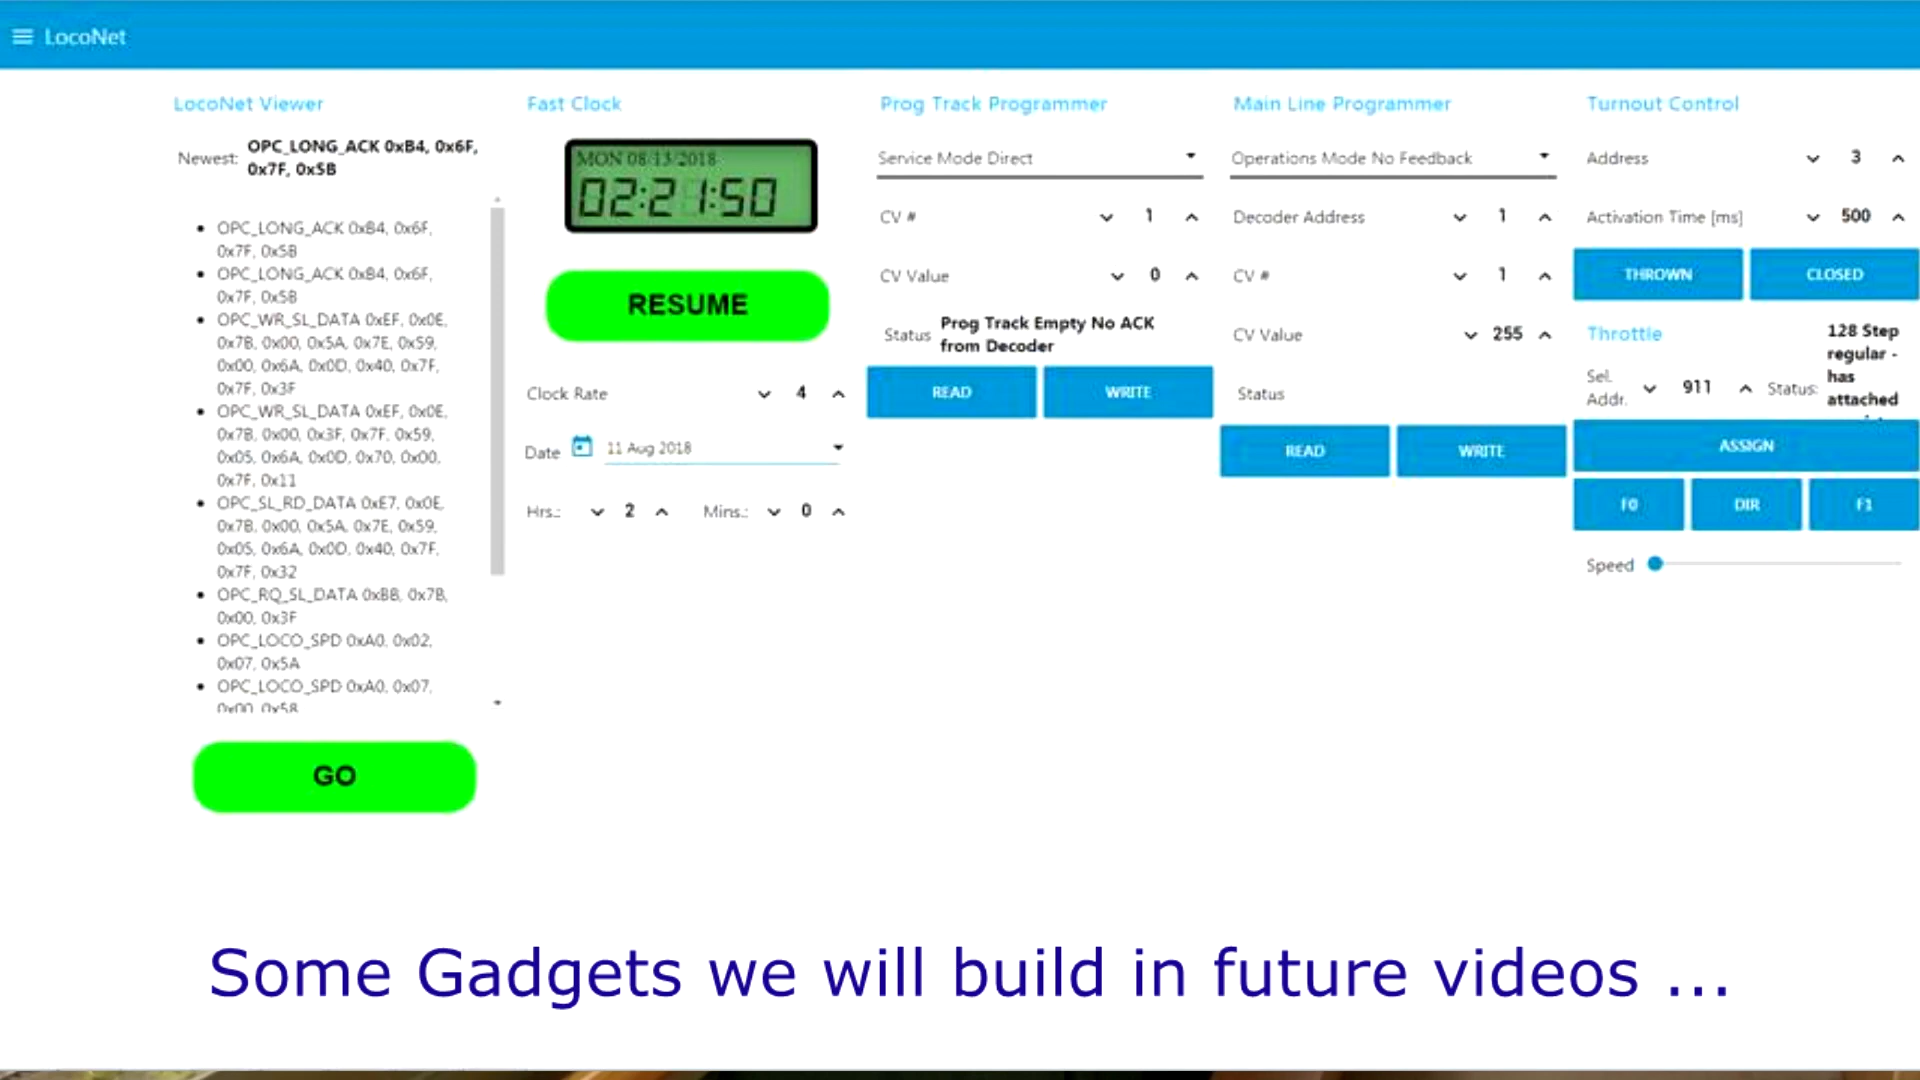 LocoNet
LocoNet Viewer
Newest:
OPC_LONG_ACK 0xB4, 0x6F,
0x7F, 0x5B
OPC_LONG_ACK 0xB4, 0x6F,
0x7F, 0x5B
OPC_LONG_ACK 0xB4, 0x6F,
0x7F, 0x5B
OPC_WR_SL_DATA 0xEF, 0x0E,
0x7B, 0x00, 0x5A, 0x7E, 0x59,
0x00, 0x6A, 0x0D, 0x40, 0x7F,
0x7F, 0x3F
OPC_WR_SL_DATA 0xEF, 0x0E,
0x7B, 0x00, 0x3F, 0x7F, 0x59,
0x05, 0x6A, 0x0D, 0x70, 0x00,
0x7F, 0x11
OPC_SL_RD_DATA 0xE7, 0x0E,
0x7B, 0x00, 0x5A, 0x7E, 0x59,
0x05, 0x6A, 0x0D, 0x40, 0x7F,
0x7F, 0x32
OPC_RQ_SL_DATA 0xBB, 0x7B,
0x00, 0x3F
OPC_LOCO_SPD 0xA0, 0x02,
0x07, 0x5A
OPC_LOCO_SPD 0xA0, 0x07,
0x00, 0x58
GO
Fast Clock
MON 08/13/2018
02:21:50
RESUME
Clock Rate 4
Date 11 Aug 2018
Hrs.: 2 Mins.: 0
Prog Track Programmer
Service Mode Direct
CV # 1
CV Value 0
Status Prog Track Empty No ACK
from Decoder
READ WRITE
Main Line Programmer
Operations Mode No Feedback
Decoder Address 1
CV # 1
CV Value 255
Status
READ WRITE
Turnout Control
Address 3
Activation Time [ms] 500
THROWN CLOSED
Throttle
Sel.
Addr. 911 Status:
128 Step
regular -
has
attached
ASSIGN
F0 DIR F1
Speed
Some Gadgets we will build in future videos ...